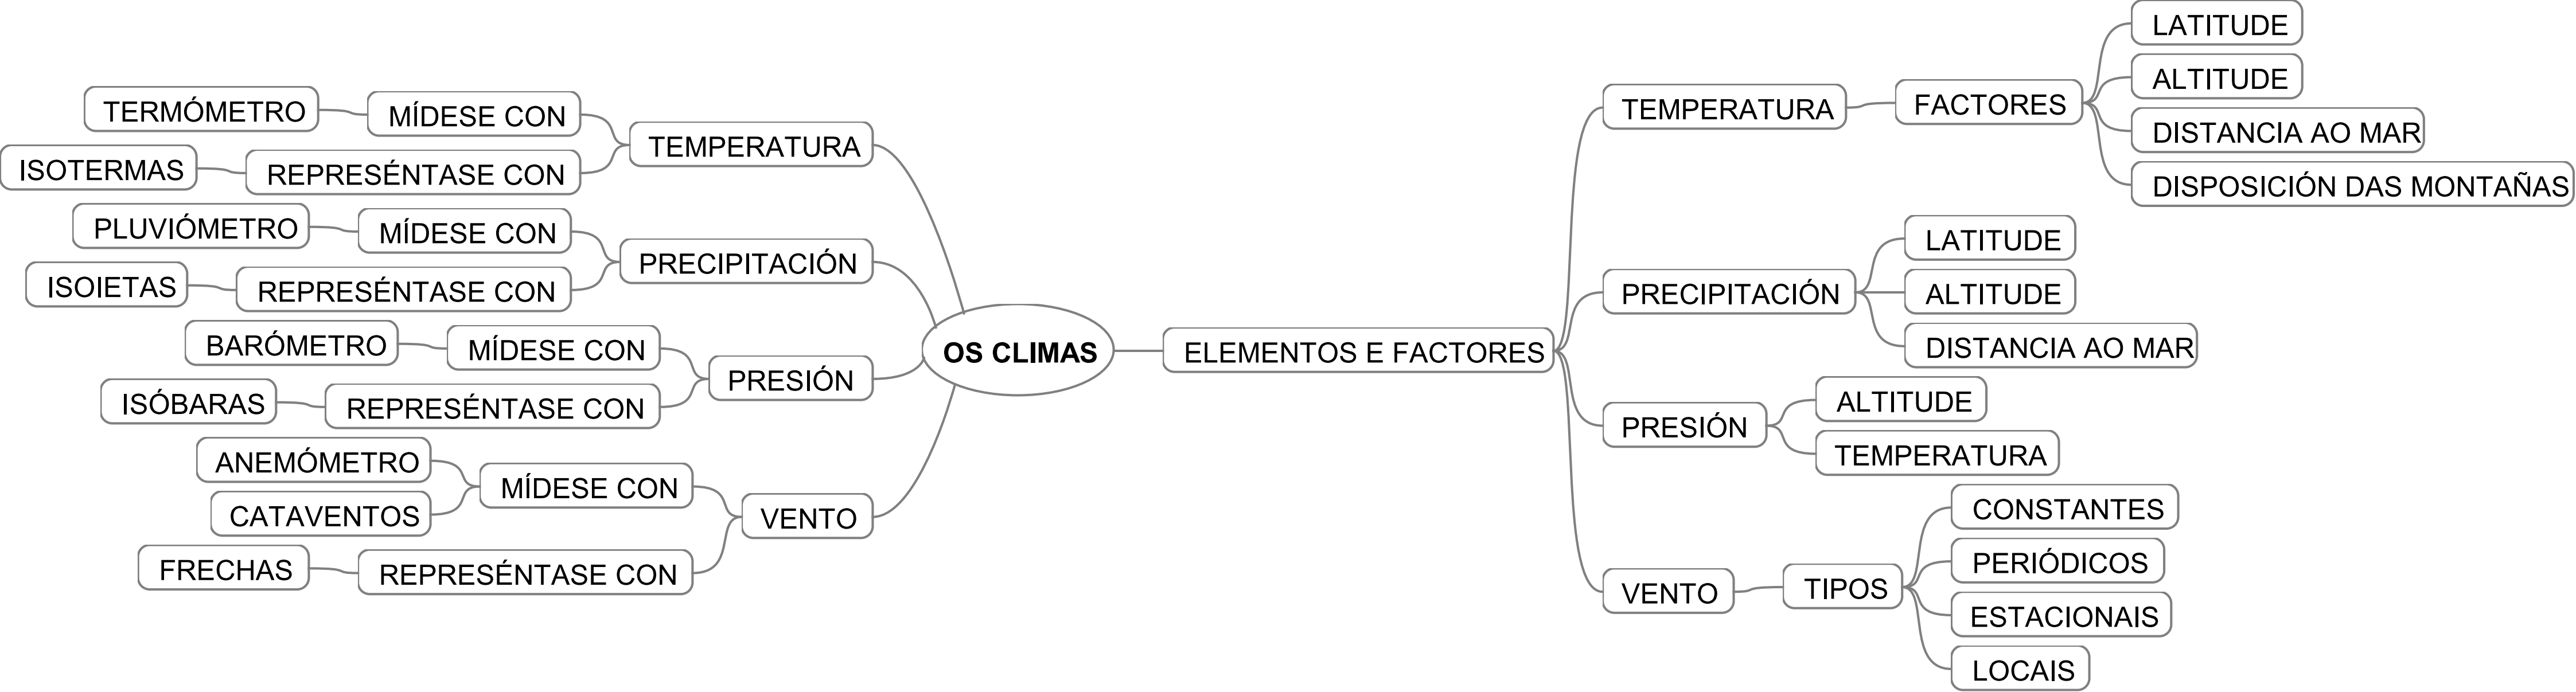 OS CLIMAS
TEMPERATURA
MÍDESE CON
TERMÓMETRO
REPRESÉNTASE CON
ISOTERMAS
PRECIPITACIÓN
MÍDESE CON
PLUVIÓMETRO
REPRESÉNTASE CON
ISOIETAS
PRESIÓN
MÍDESE CON
BARÓMETRO
REPRESÉNTASE CON
ISÓBARAS
VENTO
MÍDESE CON
ANEMÓMETRO
CATAVENTOS
REPRESÉNTASE CON
FRECHAS
ELEMENTOS E FACTORES
TEMPERATURA
FACTORES
LATITUDE
ALTITUDE
DISTANCIA AO MAR
DISPOSICIÓN DAS MONTAÑAS
PRECIPITACIÓN
LATITUDE
ALTITUDE
DISTANCIA AO MAR
PRESIÓN
ALTITUDE
TEMPERATURA
VENTO
TIPOS
CONSTANTES
PERIÓDICOS
ESTACIONAIS
LOCAIS